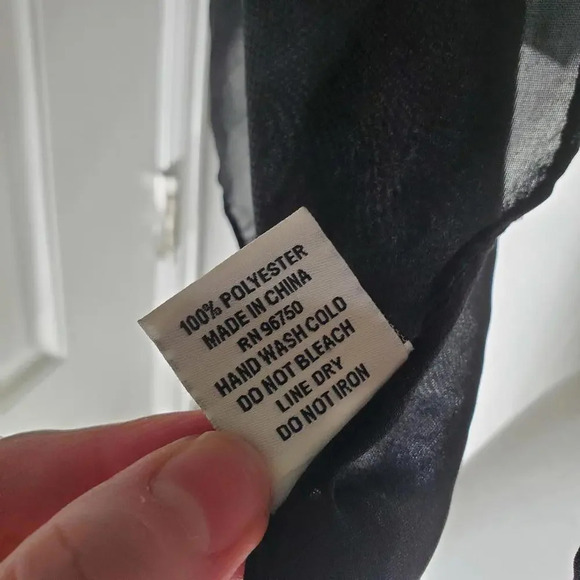 100% POLYESTER
MADE IN CHINA
RN 96750
HAND WASH COLD
DO NOT BLEACH
LINE DRY
DO NOT IRON